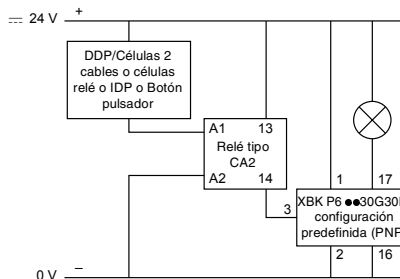 24 V +
DDP/Células 2
cables o células
relé o IDP o Botón
pulsador
A1 13
Relé tipo
CA2
A2 14
1 17
3
XBK P6 ●●30G30
configuración
predefinida (PNP
2 16
0 V –